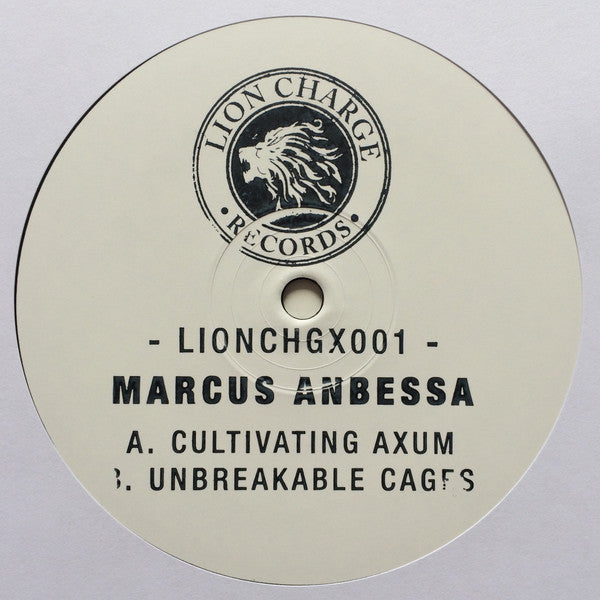 LION CHARGE
• RECORDS •
- LIONCHGX001 -
MARCUS ANBESSA
A. CULTIVATING AXUM
B. UNBREAKABLE CAGES